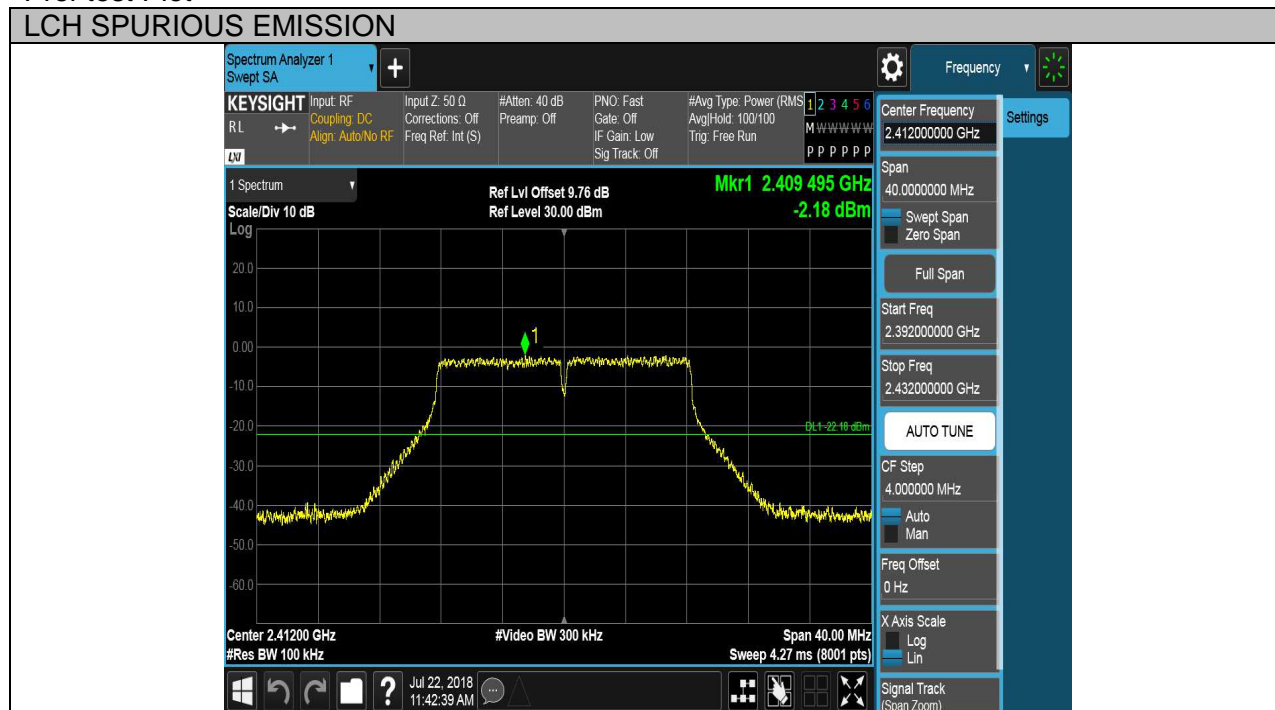 LCH SPURIOUS EMISSION
Spectrum Analyzer 1
Swept SA
+
Frequency
KEYSIGHT
RL
LXI
Input: RF
Coupling: DC
Align: Auto/No RF
Input Z: 50 Ω
Corrections: Off
Freq Ref: Int (S)
#Atten: 40 dB
Preamp: Off
PNO: Fast
Gate: Off
IF Gain: Low
Sig Track: Off
#Avg Type: Power (RMS
Avg|Hold: 100/100
Trig: Free Run
1 2 3 4 5 6
M W W W W W
P P P P P P
Center Frequency
2.412000000 GHz
Settings
Span
40.0000000 MHz
Swept Span
Zero Span
Full Span
Start Freq
2.392000000 GHz
Stop Freq
2.432000000 GHz
AUTO TUNE
CF Step
4.000000 MHz
Auto
Man
Freq Offset
0 Hz
X Axis Scale
Log
Lin
Signal Track
(Span Zoom)
1 Spectrum
Scale/Div 10 dB
Log
Ref Lvl Offset 9.76 dB
Ref Level 30.00 dBm
Mkr1 2.409 495 GHz
-2.18 dBm
20.0
10.0
0.00
-10.0
-20.0
-30.0
-40.0
-50.0
-60.0
1
DL1 -22.18 dBm
Center 2.41200 GHz
#Res BW 100 kHz
#Video BW 300 kHz
Span 40.00 MHz
Sweep 4.27 ms (8001 pts)
?
Jul 22, 2018
11:42:39 AM